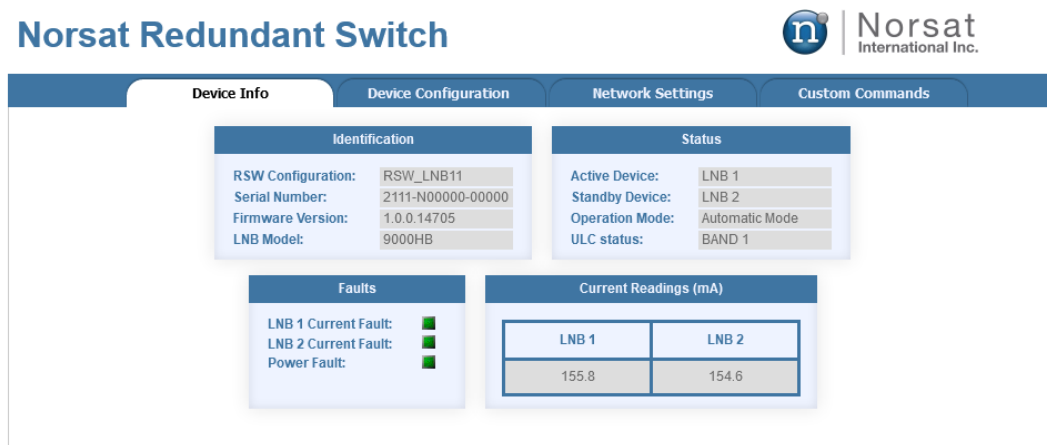 Norsat Redundant Switch
n
Norsat
International Inc.
Device Info
Device Configuration
Network Settings
Custom Commands
Identification
RSW Configuration: RSW_LNB11
Serial Number: 2111-N00000-00000
Firmware Version: 1.0.0.14705
LNB Model: 9000HB
Status
Active Device: LNB 1
Standby Device: LNB 2
Operation Mode: Automatic Mode
ULC status: BAND 1
Faults
LNB 1 Current Fault:
LNB 2 Current Fault:
Power Fault:
Current Readings (mA)
LNB 1 LNB 2
155.8 154.6